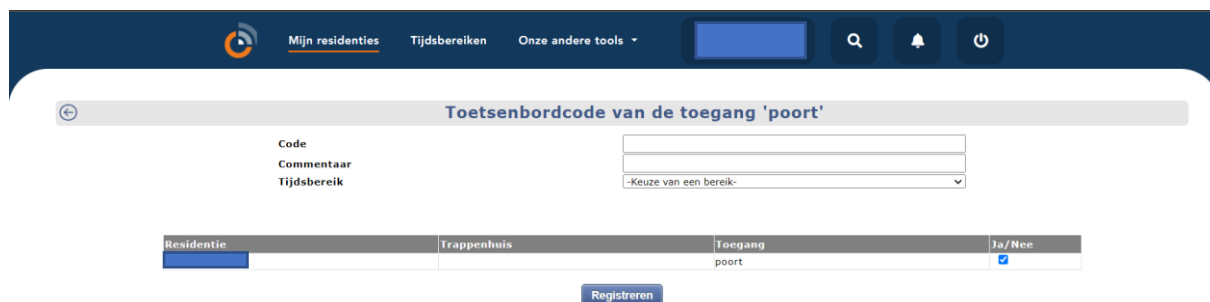 Mijn residenties Tijdsbereiken Onze andere tools
Toetsenbordcode van de toegang 'poort'
Code
Commentaar
Tijdsbereik -Keuze van een bereik-
Residentie Trappenhuis Toegang Ja/Nee
poort
Registreren